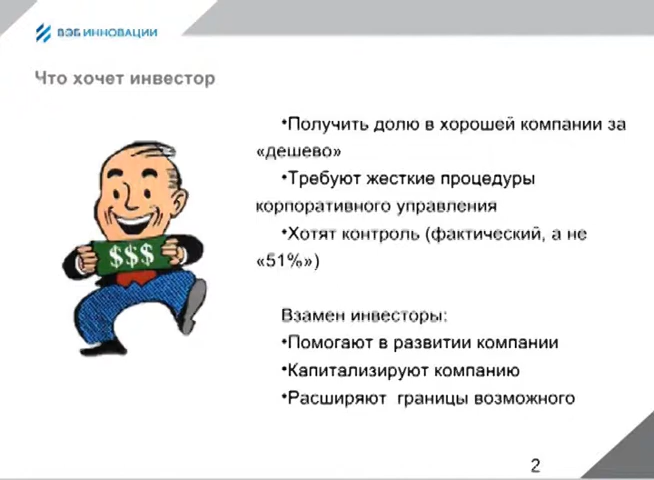 ВЭБ ИННОВАЦИИ
Что хочет инвестор
•Получить долю в хорошей компании за
«дешево»
•Требуют жесткие процедуры
корпоративного управления
•Хотят контроль (фактический, а не
«51%»)
$$$
Взамен инвесторы:
•Помогают в развитии компании
•Капитализируют компанию
•Расширяют границы возможного
2